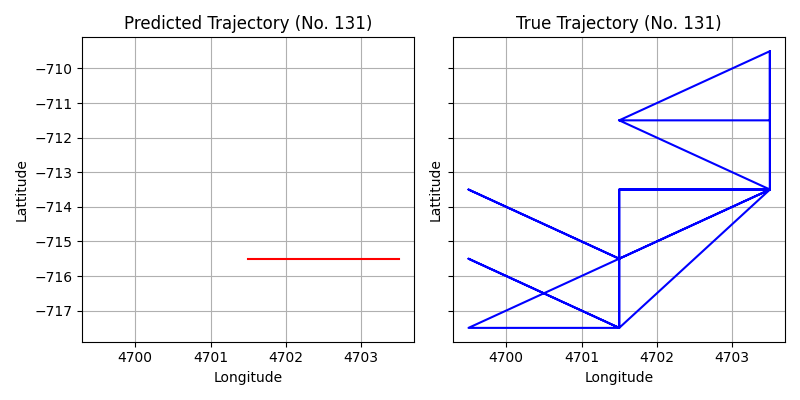 Predicted Trajectory (No. 131)
True Trajectory (No. 131)
Lattitude
−710
−711
−712
−713
−714
−715
−716
−717
4700
4701
4702
4703
Longitude
Lattitude
4700
4701
4702
4703
Longitude